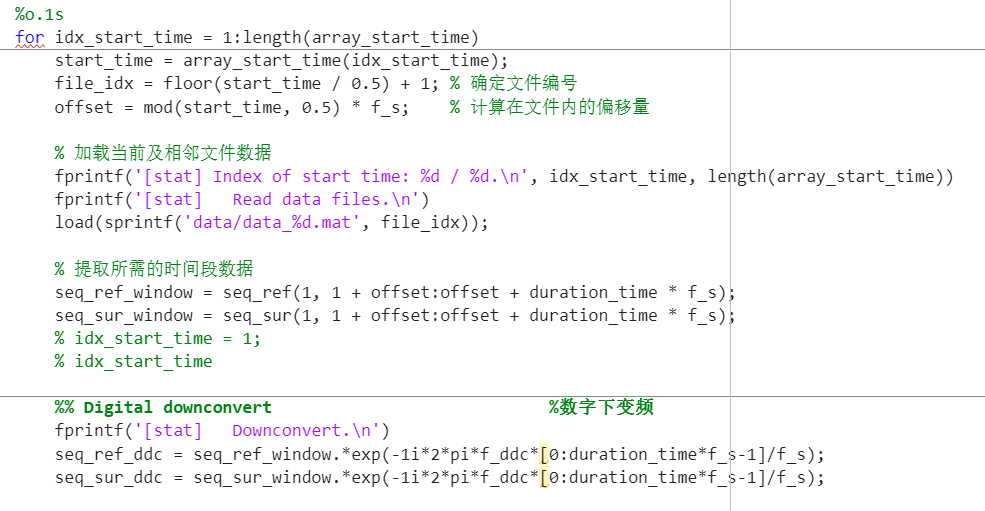 %o.1s
for idx_start_time = 1:length(array_start_time)
start_time = array_start_time(idx_start_time);
file_idx = floor(start_time / 0.5) + 1; % 确定文件编号
offset = mod(start_time, 0.5) * f_s; % 计算在文件内的偏移量
% 加载当前及相邻文件数据
fprintf('[stat] Index of start time: %d / %d.\n', idx_start_time, length(array_start_time))
fprintf('[stat]   Read data files.\n')
load(sprintf('data/data_%d.mat', file_idx));
% 提取所需的时间段数据
seq_ref_window = seq_ref(1, 1 + offset:offset + duration_time * f_s);
seq_sur_window = seq_sur(1, 1 + offset:offset + duration_time * f_s);
% idx_start_time = 1;
% idx_start_time
%% Digital downconvert %数字下变频
fprintf('[stat]   Downconvert.\n')
seq_ref_ddc = seq_ref_window.*exp(-1i*2*pi*f_ddc*[0:duration_time*f_s-1]/f_s);
seq_sur_ddc = seq_sur_window.*exp(-1i*2*pi*f_ddc*[0:duration_time*f_s-1]/f_s);